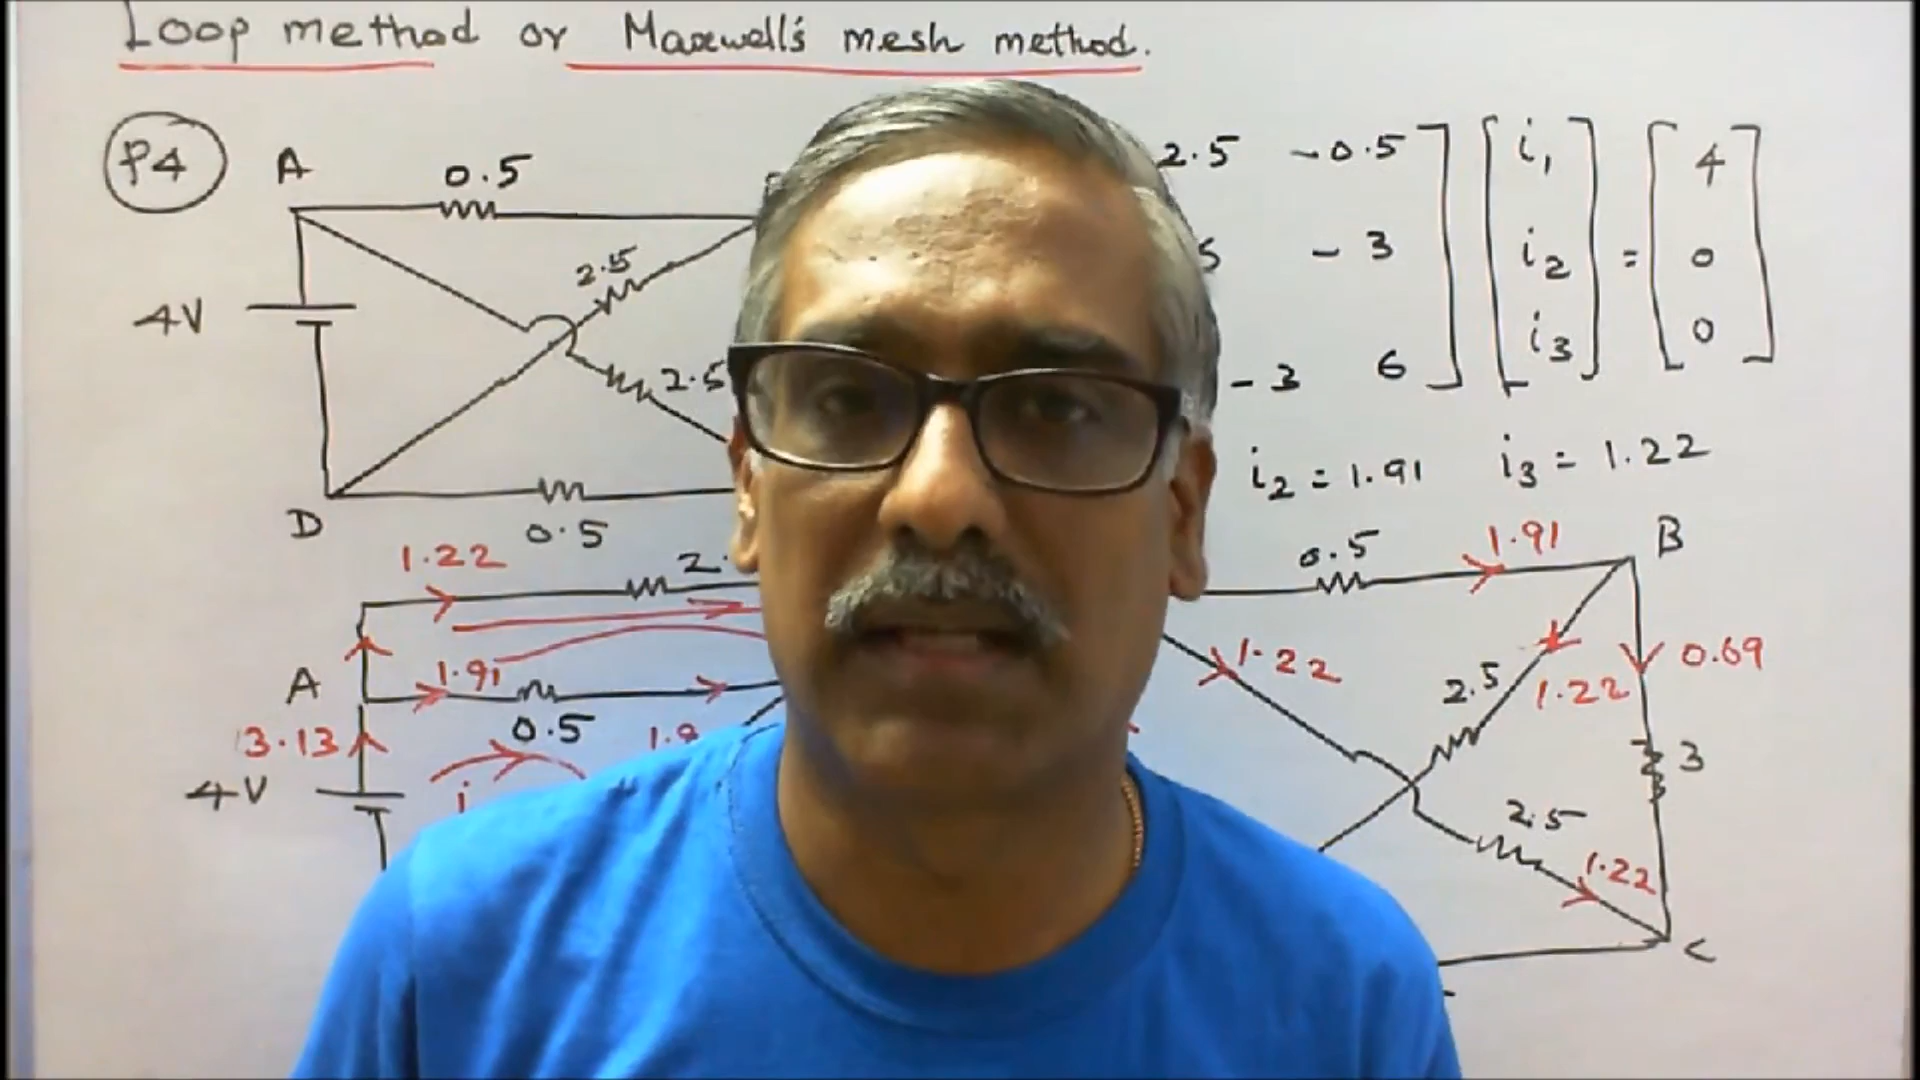 Loop method or Maxwell's mesh method.
P4
A
0.5
2.5 -0.5
i1
4
2.5
-3
i2
=
0
4V
i3
0
2.5
-3 6
i2 = 1.91 i3 = 1.22
D
0.5
1.22
2.
0.5
1.91
B
A
1.91
1.22
2.5
1.22
0.69
3.13
0.5
3
4V
i
2.5
1.22
C